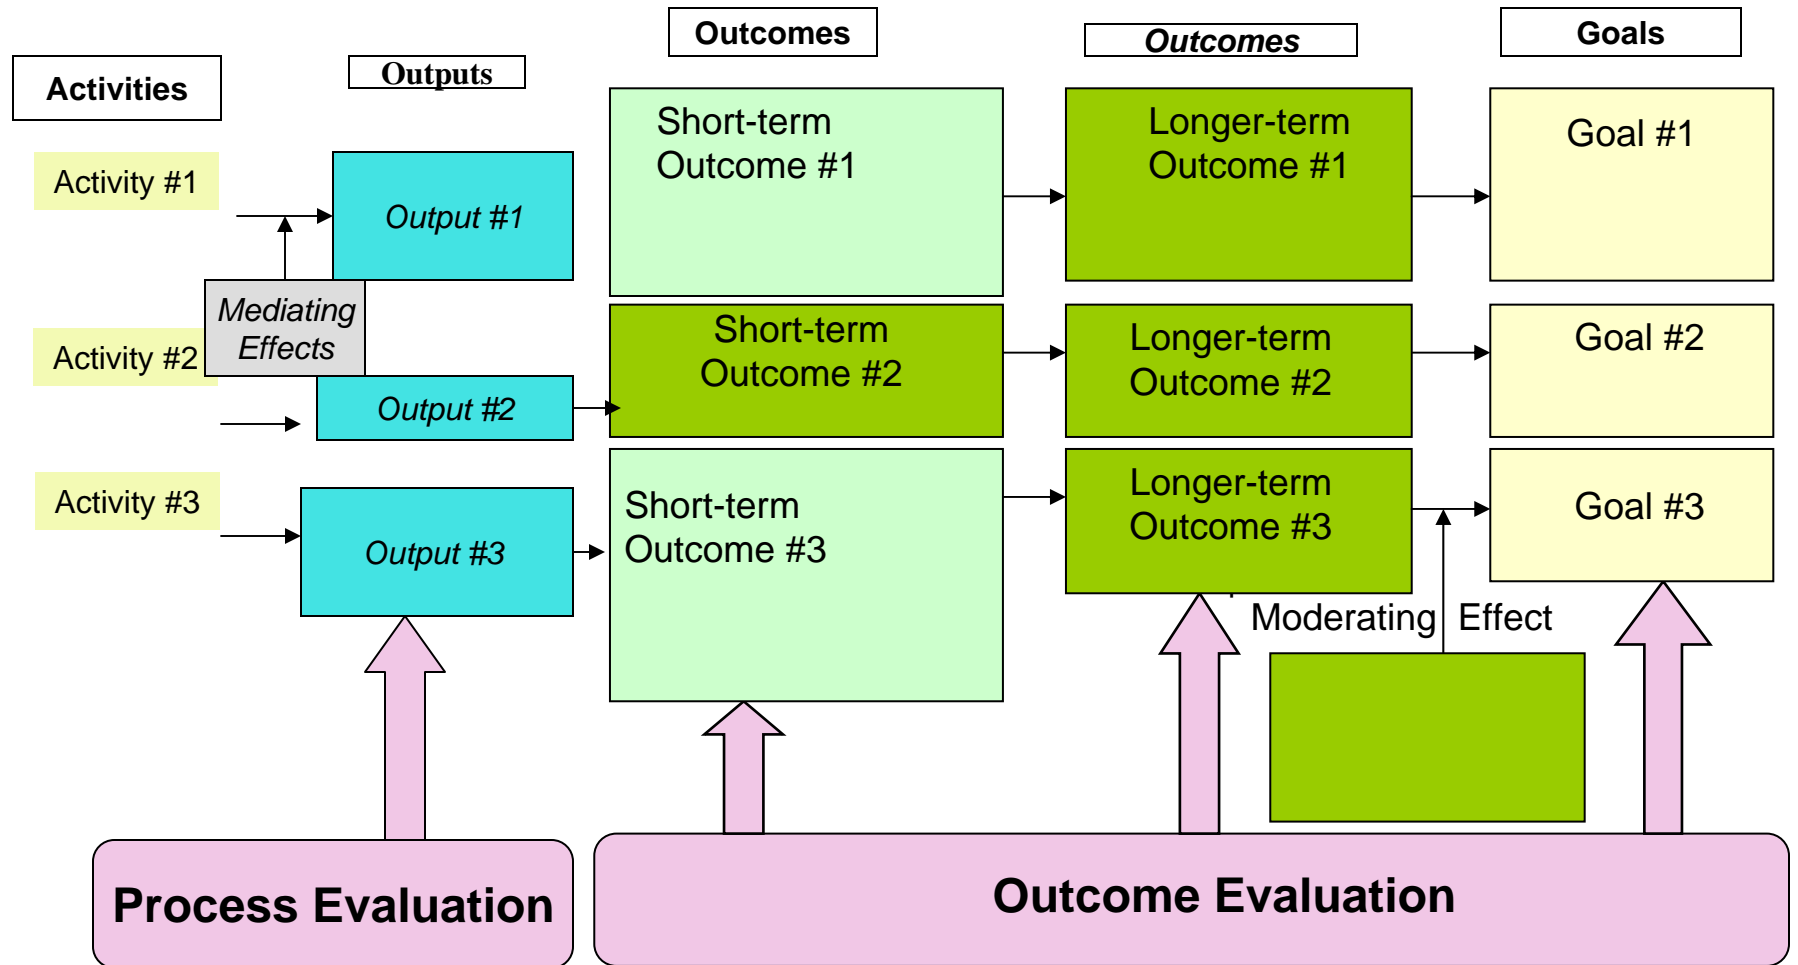 Activities
Outputs
Outcomes
Outcomes
Goals
Activity #1
Output #1
Short-term
Outcome #1
Longer-term
Outcome #1
Goal #1
Mediating
Effects
Activity #2
Output #2
Short-term
Outcome #2
Longer-term
Outcome #2
Goal #2
Activity #3
Output #3
Short-term
Outcome #3
Longer-term
Outcome #3
Goal #3
Moderating Effect
Process Evaluation
Outcome Evaluation